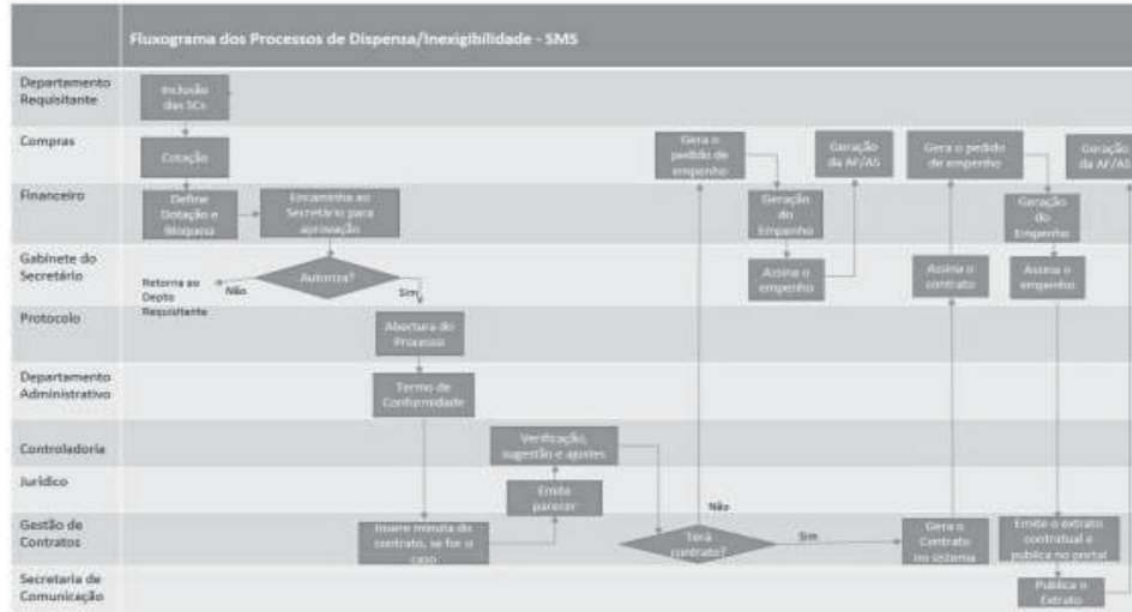 Fluxograma dos Processos de Dispensa/Inexigibilidade - SMS
Departamento
Requisitante
Inclusão
das SCs
Compras
Cotação
Gera o
pedido de
empenho
Geração
da AF/AS
Gera o pedido
de empenho
Geração
da AF/AS
Financeiro
Define
Dotação e
Bloqueio
Encaminha ao
Secretário para
aprovação
Geração
do
Empenho
Geração
do
Empenho
Gabinete do
Secretário
Autoriza?
Assina o
empenho
Assina o
contrato
Assina o
empenho
Retorna ao
Depto
Requisitante
Não
Sim
Protocolo
Abertura do
Processo
Departamento
Administrativo
Termo de
Conformidade
Controladoria
Verificação,
sugestão e ajustes
Jurídico
Emite
parecer
Gestão de
Contratos
Insere minuta do
contrato, se for o
caso
Não
Terá
contrato?
Sim
Gera o
Contrato
no sistema
Emite o extrato
contratual e
publica no portal
Secretaria de
Comunicação
Publica o
Extrato